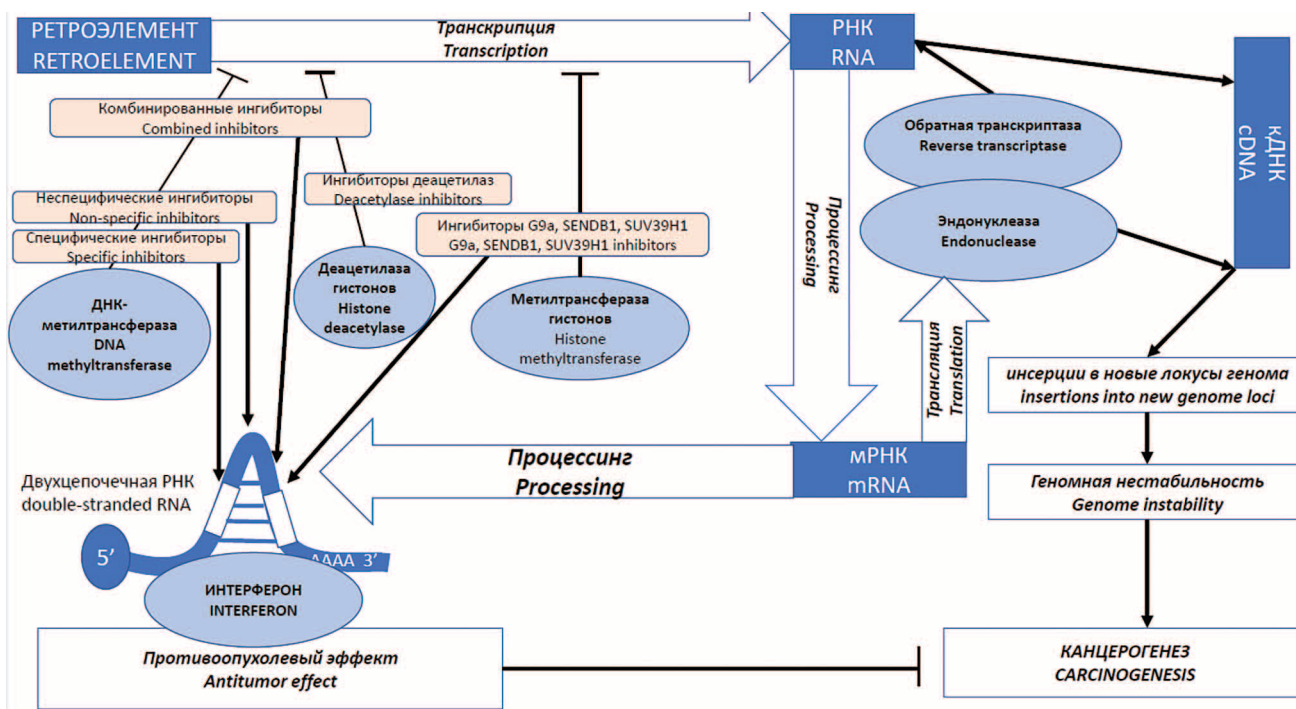 РЕТРОЭЛЕМЕНТ
RETROELEMENT
Транскрипция
Transcription
РНК
RNA
кДНК
cDNA
Комбинированные ингибиторы
Combined inhibitors
Обратная транскриптаза
Reverse transcriptase
Неспецифические ингибиторы
Non-specific inhibitors
Ингибиторы деацетилаз
Deacetylase inhibitors
Специфические ингибиторы
Specific inhibitors
Ингибиторы G9a, SENDB1, SUV39H1
G9a, SENDB1, SUV39H1 inhibitors
Процессинг
Processing
Эндонуклеаза
Endonuclease
ДНК-
метилтрансфераза
DNA
methyltransferase
Деацетилаза
гистонов
Histone
deacetylase
Метилтрансфераза
гистонов
Histone
methyltransferase
Трансляция
Translation
инсерции в новые локусы генома
insertions into new genome loci
Процессинг
Processing
мРНК
mRNA
Двухцепочечная РНК
double-stranded RNA
Геномная нестабильность
Genome instability
5’
AAAA 3’
ИНТЕРФЕРОН
INTERFERON
Противоопухолевый эффект
Antitumor effect
КАНЦЕРОГЕНЕЗ
CARCINOGENESIS